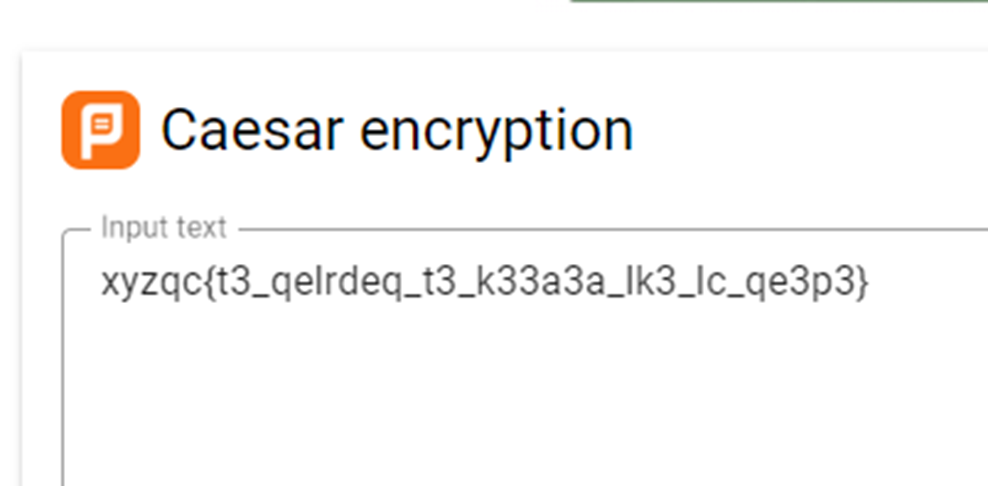 Caesar encryption
Input text
xyzqc{t3_qelrdeq_t3_k33a3a_lk3_lc_qe3p3}